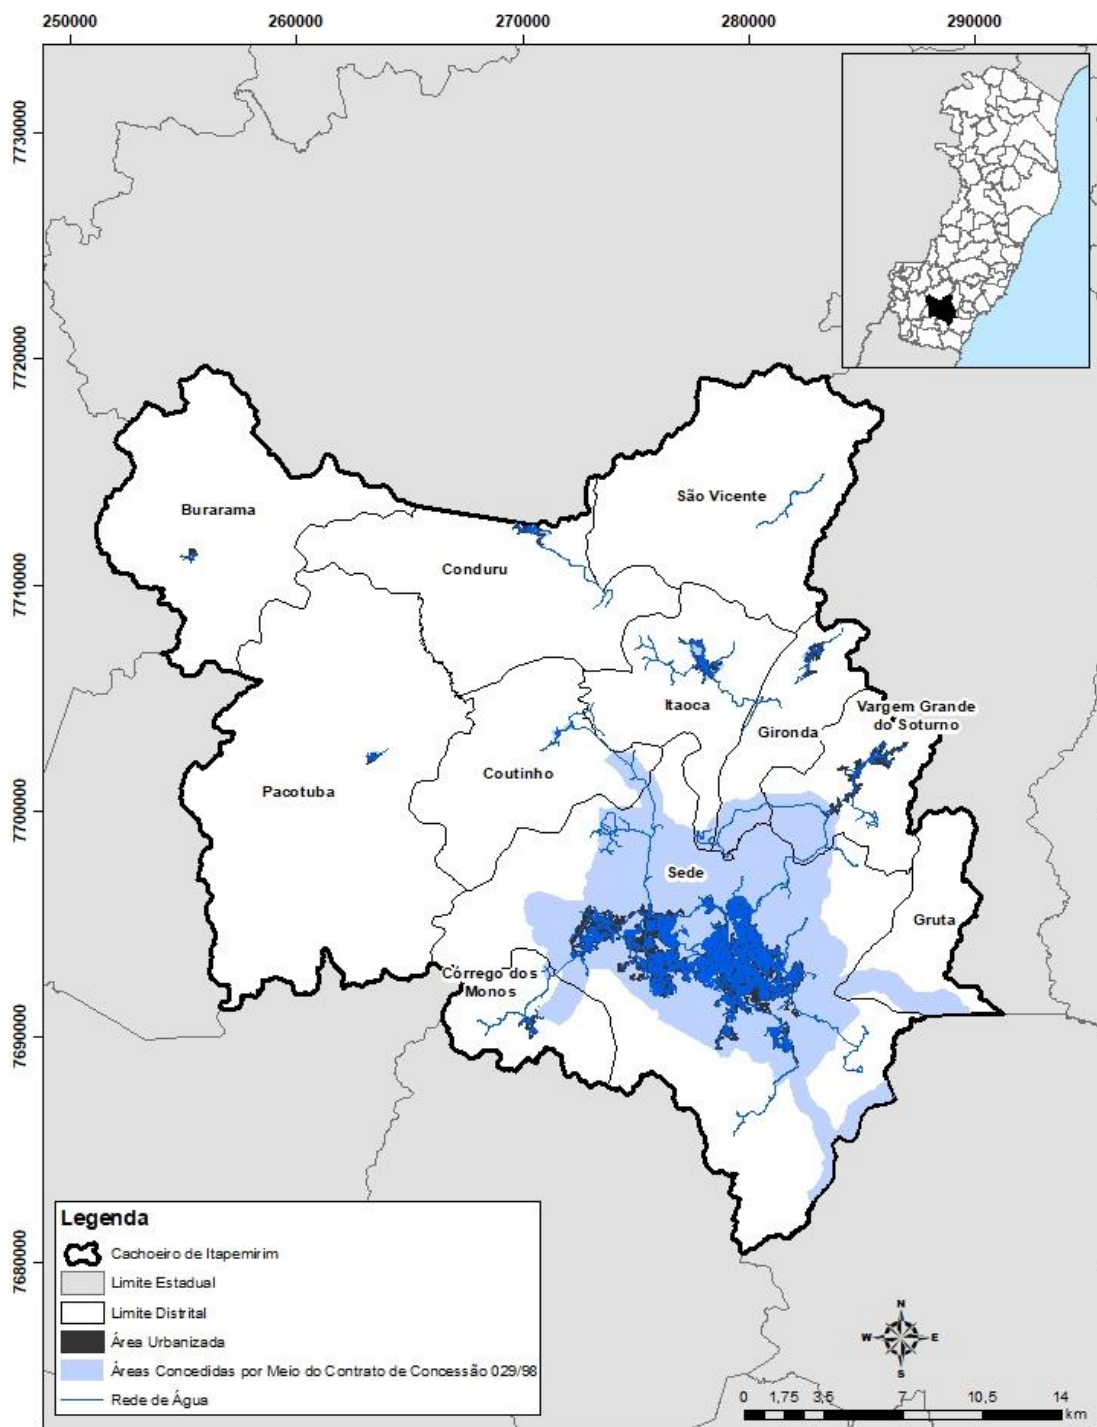 250000 260000 270000 280000 290000
7730000
7720000
7710000
7700000
7690000
7680000
São Vicente
Burarama
Conduru
Itaoca
Vargem Grande
do Soturno
Gironda
Coutinho
Pacotuba
Sede
Gruta
Córrego dos
Monos
Legenda
Cachoeiro de Itapemirim
Limite Estadual
Limite Distrital
Área Urbanizada
Áreas Concedidas por Meio do Contrato de Concessão 029/98
Rede de Água
N
W E
S
0 1,75 3,5 7 10,5 14
km